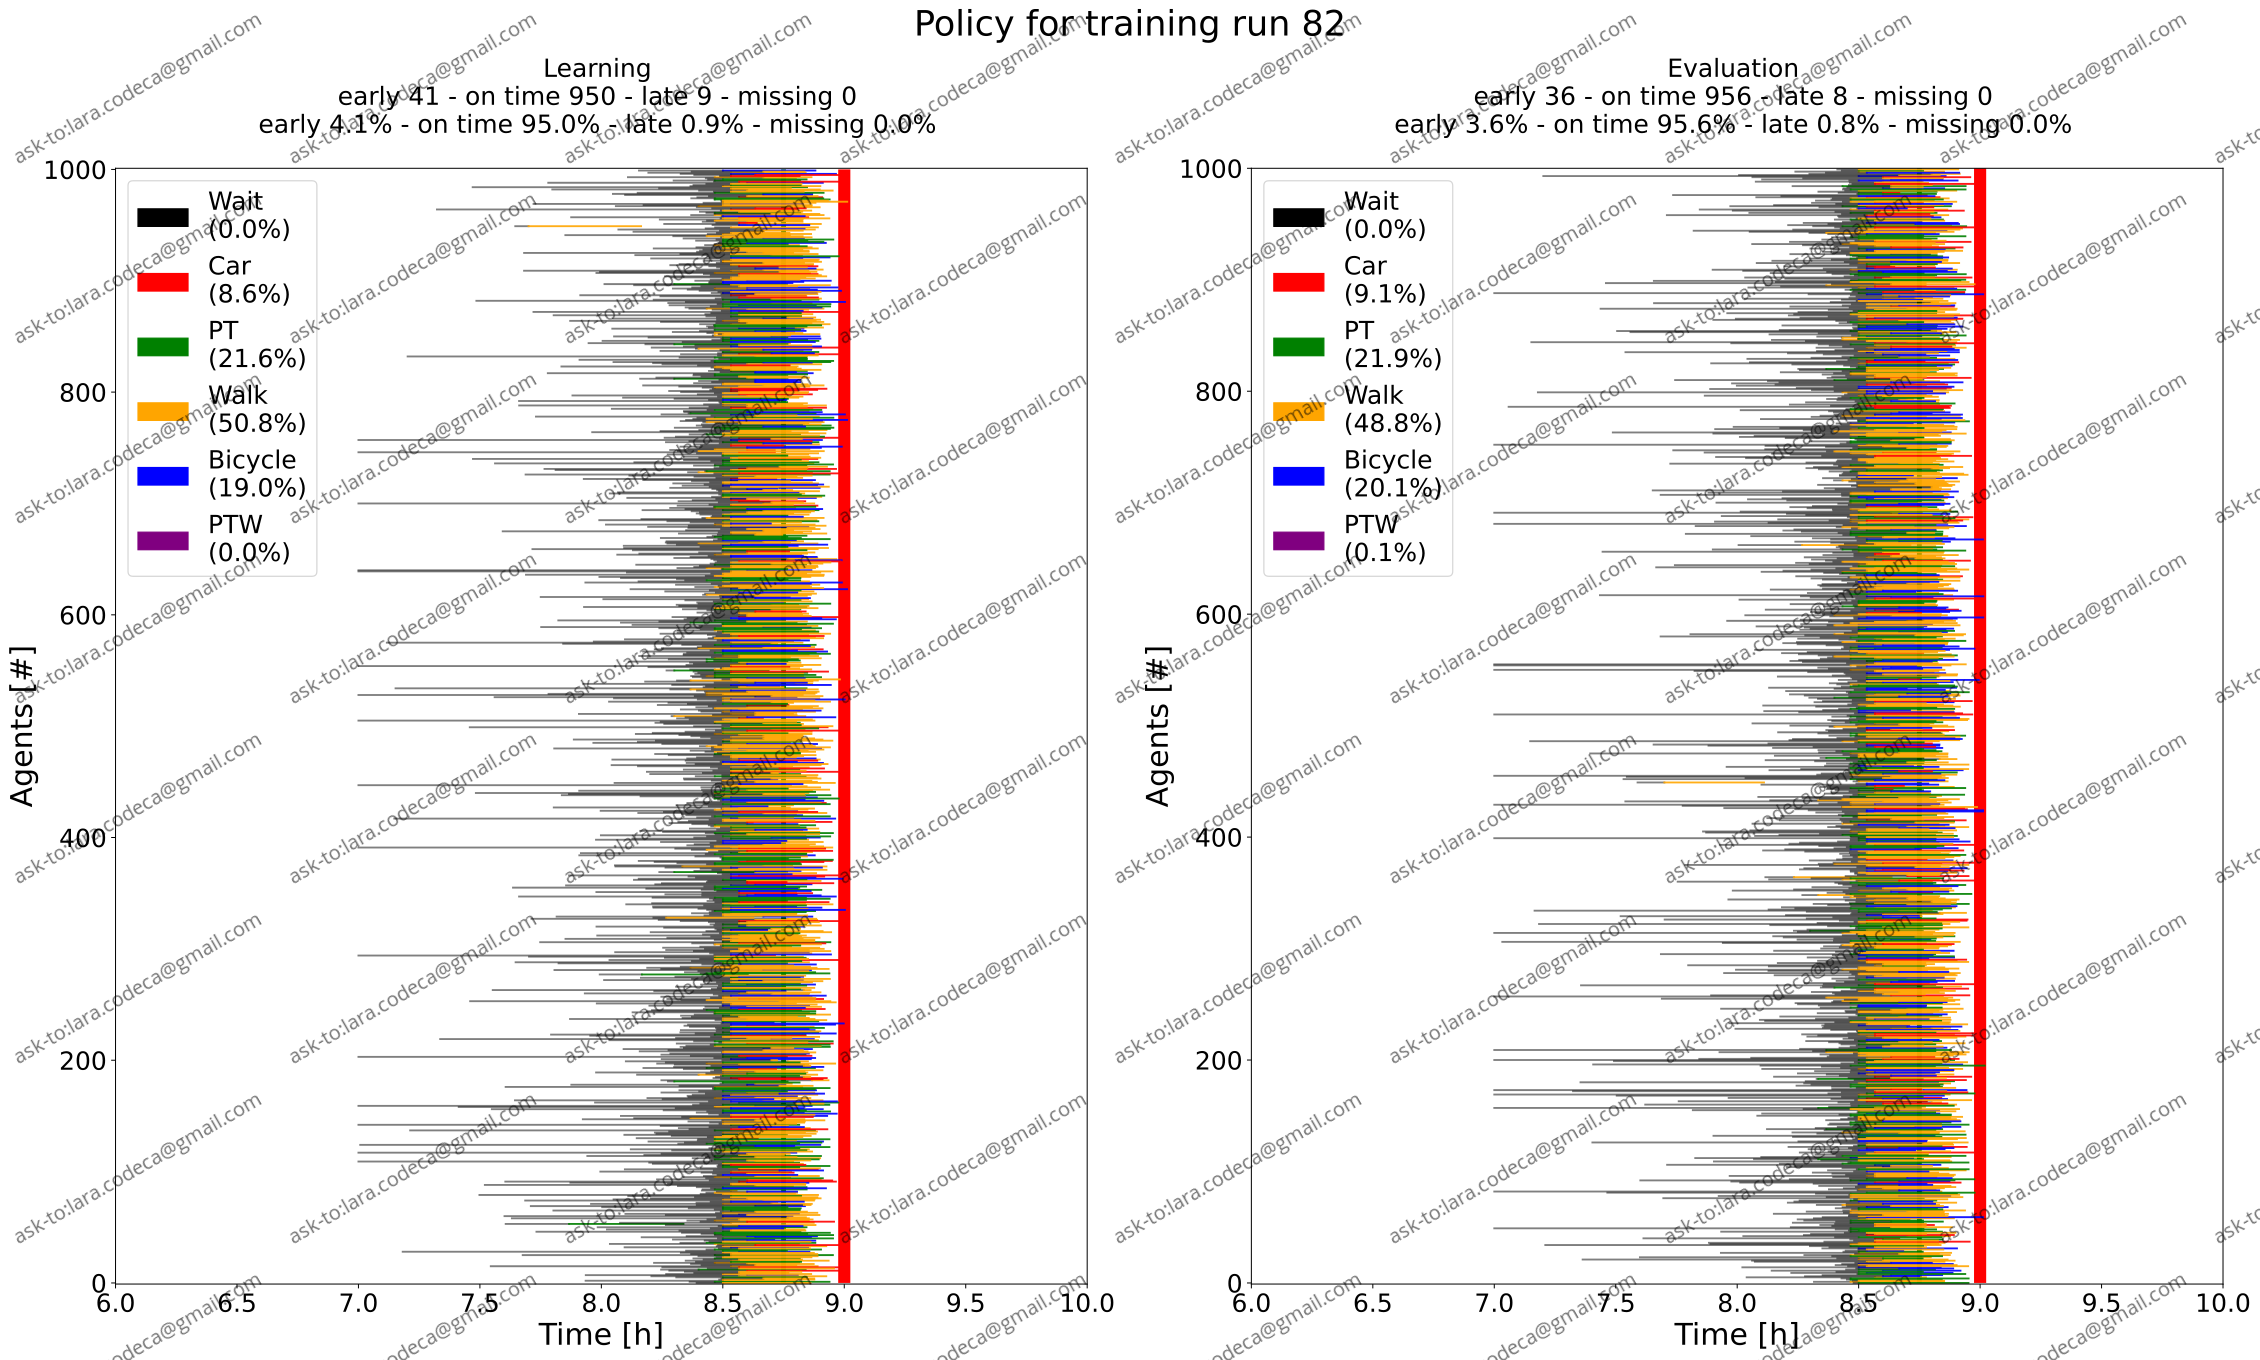 Policy for training run 82
Learning
early 41 - on time 950 - late 9 - missing 0
early 4.1% - on time 95.0% - late 0.9% - missing 0.0%
Wait
(0.0%)
Car
(8.6%)
PT
(21.6%)
Walk
(50.8%)
Bicycle
(19.0%)
PTW
(0.0%)
Agents [#]
1000
800
600
400
200
0
6.0 6.5 7.0 7.5 8.0 8.5 9.0 9.5 10.0
Time [h]
Evaluation
early 36 - on time 956 - late 8 - missing 0
early 3.6% - on time 95.6% - late 0.8% - missing 0.0%
Wait
(0.0%)
Car
(9.1%)
PT
(21.9%)
Walk
(48.8%)
Bicycle
(20.1%)
PTW
(0.1%)
Agents [#]
1000
800
600
400
200
0
6.0 6.5 7.0 7.5 8.0 8.5 9.0 9.5 10.0
Time [h]
ask-to:lara.codeca@gmail.com